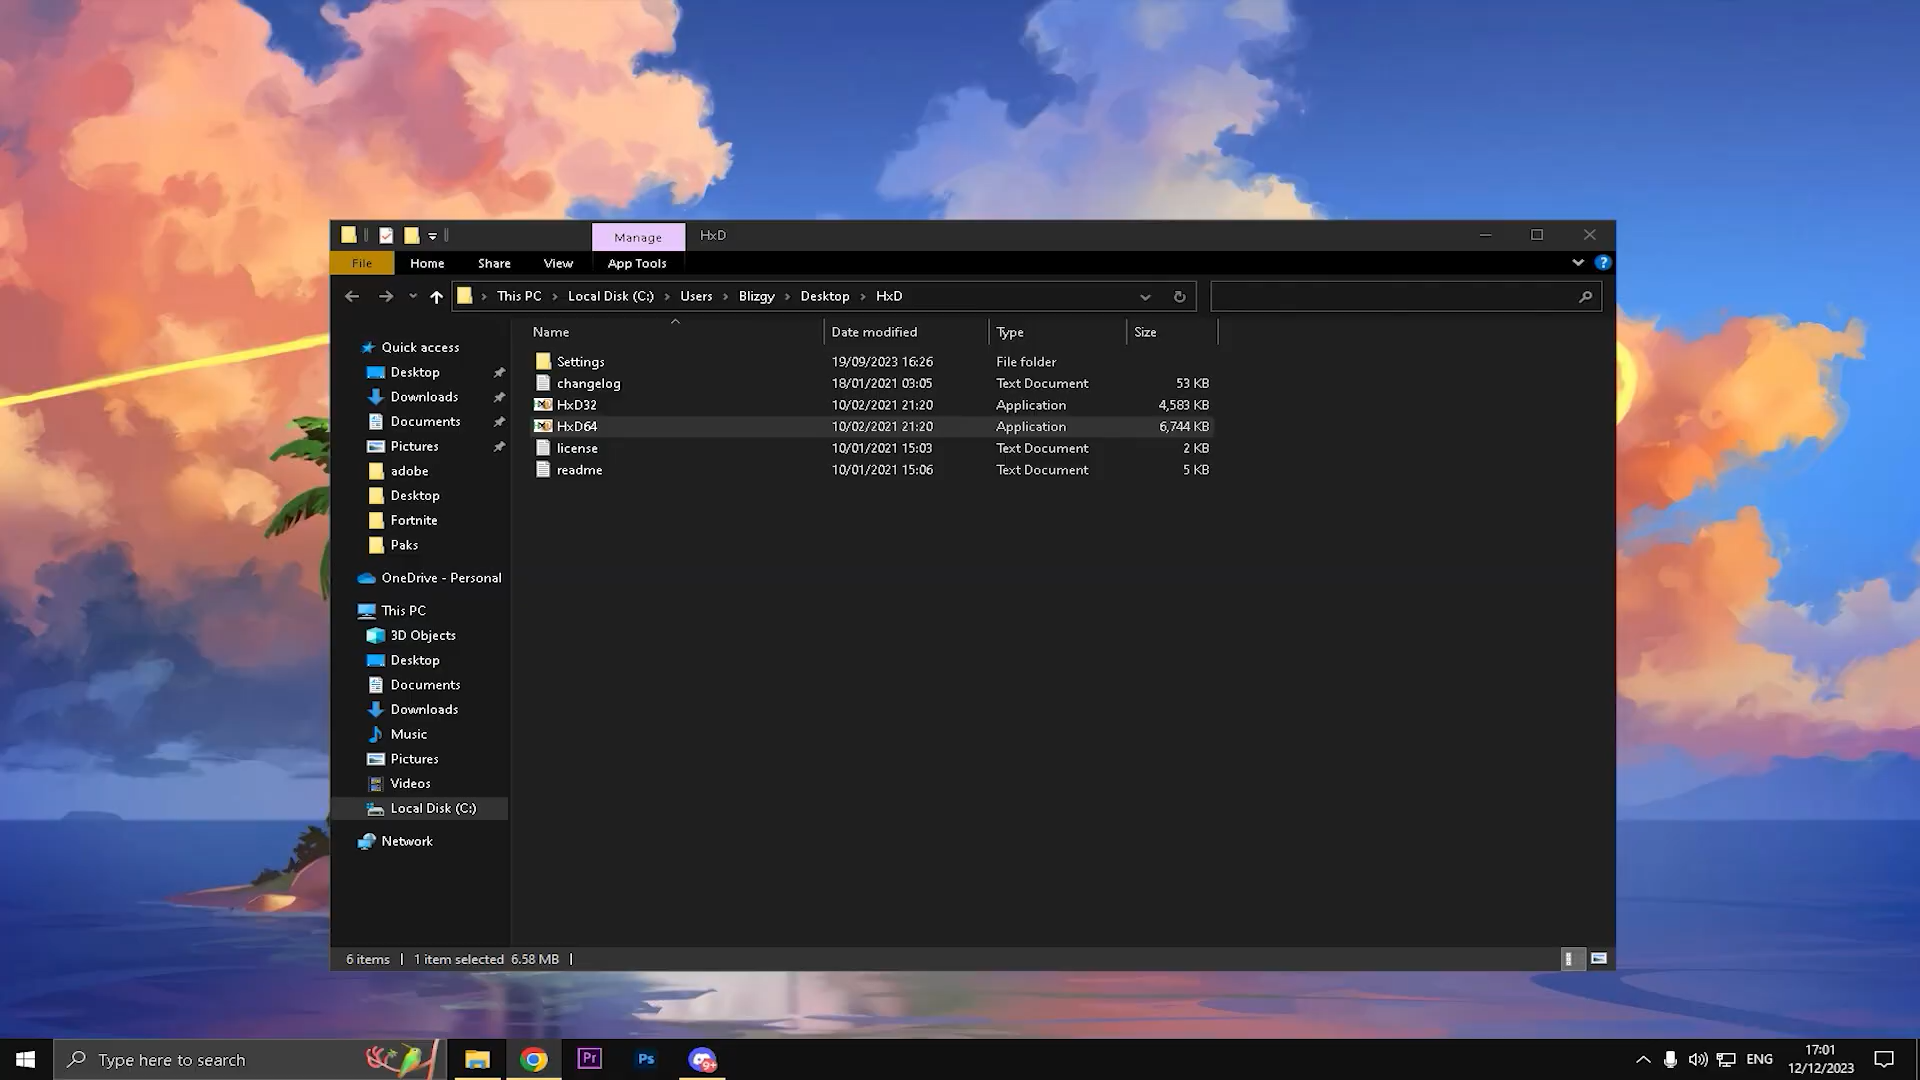 Manage
HxD
File
Home
Share
View
App Tools
This PC
Local Disk (C:)
Users
Blizgy
Desktop
HxD
Name
Date modified
Type
Size
Settings
19/09/2023 16:26
File folder
changelog
18/01/2021 03:05
Text Document
53 KB
HxD32
10/02/2021 21:20
Application
4,583 KB
HxD64
10/02/2021 21:20
Application
6,744 KB
license
10/01/2021 15:03
Text Document
2 KB
readme
10/01/2021 15:06
Text Document
5 KB
Quick access
Desktop
Downloads
Documents
Pictures
adobe
Desktop
Fortnite
Paks
OneDrive - Personal
This PC
3D Objects
Desktop
Documents
Downloads
Music
Pictures
Videos
Local Disk (C:)
Network
6 items
1 item selected 6.58 MB
Type here to search
Pr
Ps
9+
ENG
17:01
12/12/2023